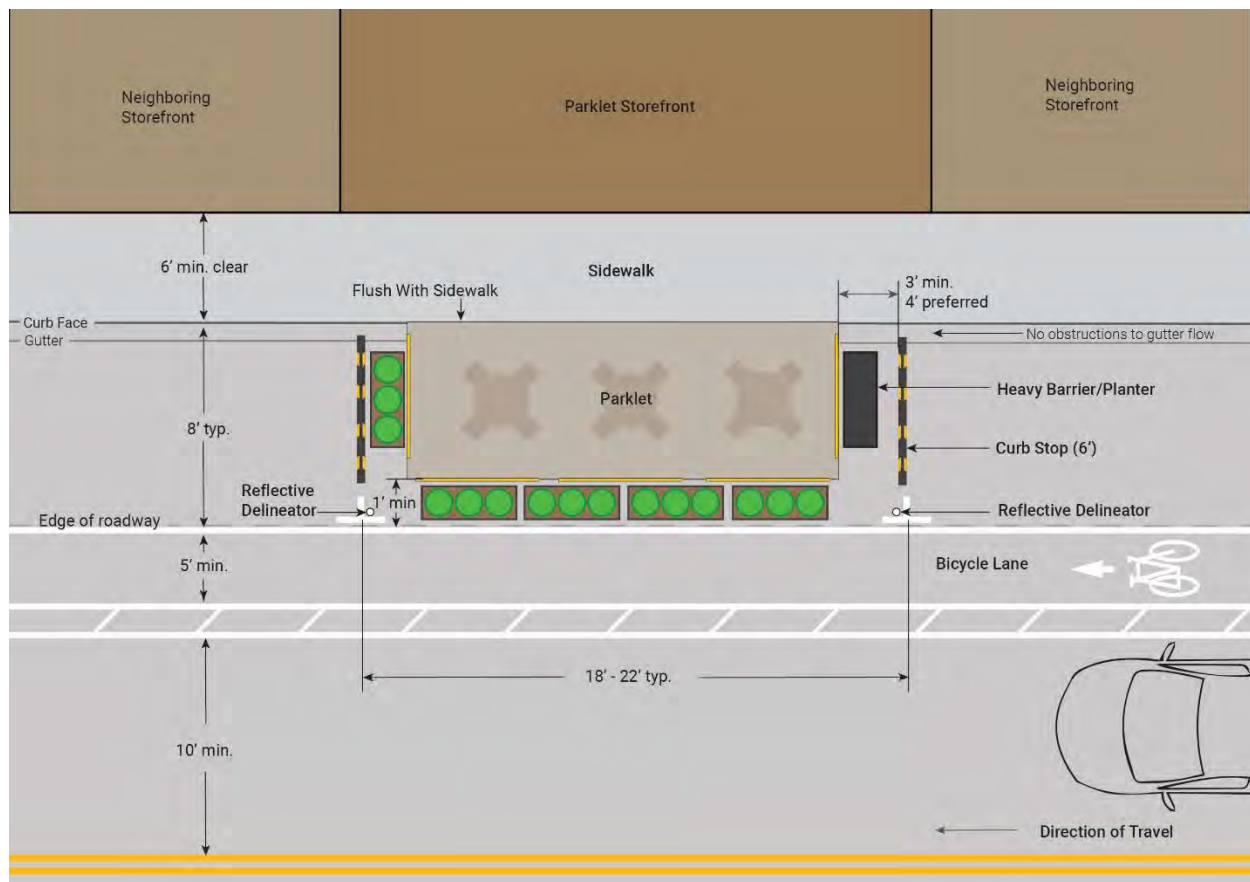 Neighboring
Storefront
Parklet Storefront
Neighboring
Storefront
6’ min. clear
Sidewalk
Flush With Sidewalk
3’ min.
4’ preferred
Curb Face
Gutter
No obstructions to gutter flow
Heavy Barrier/Planter
Parklet
8’ typ.
Curb Stop (6’)
Reflective
Delineator
1’ min
Reflective Delineator
Edge of roadway
5’ min.
Bicycle Lane
18’ - 22’ typ.
10’ min.
Direction of Travel